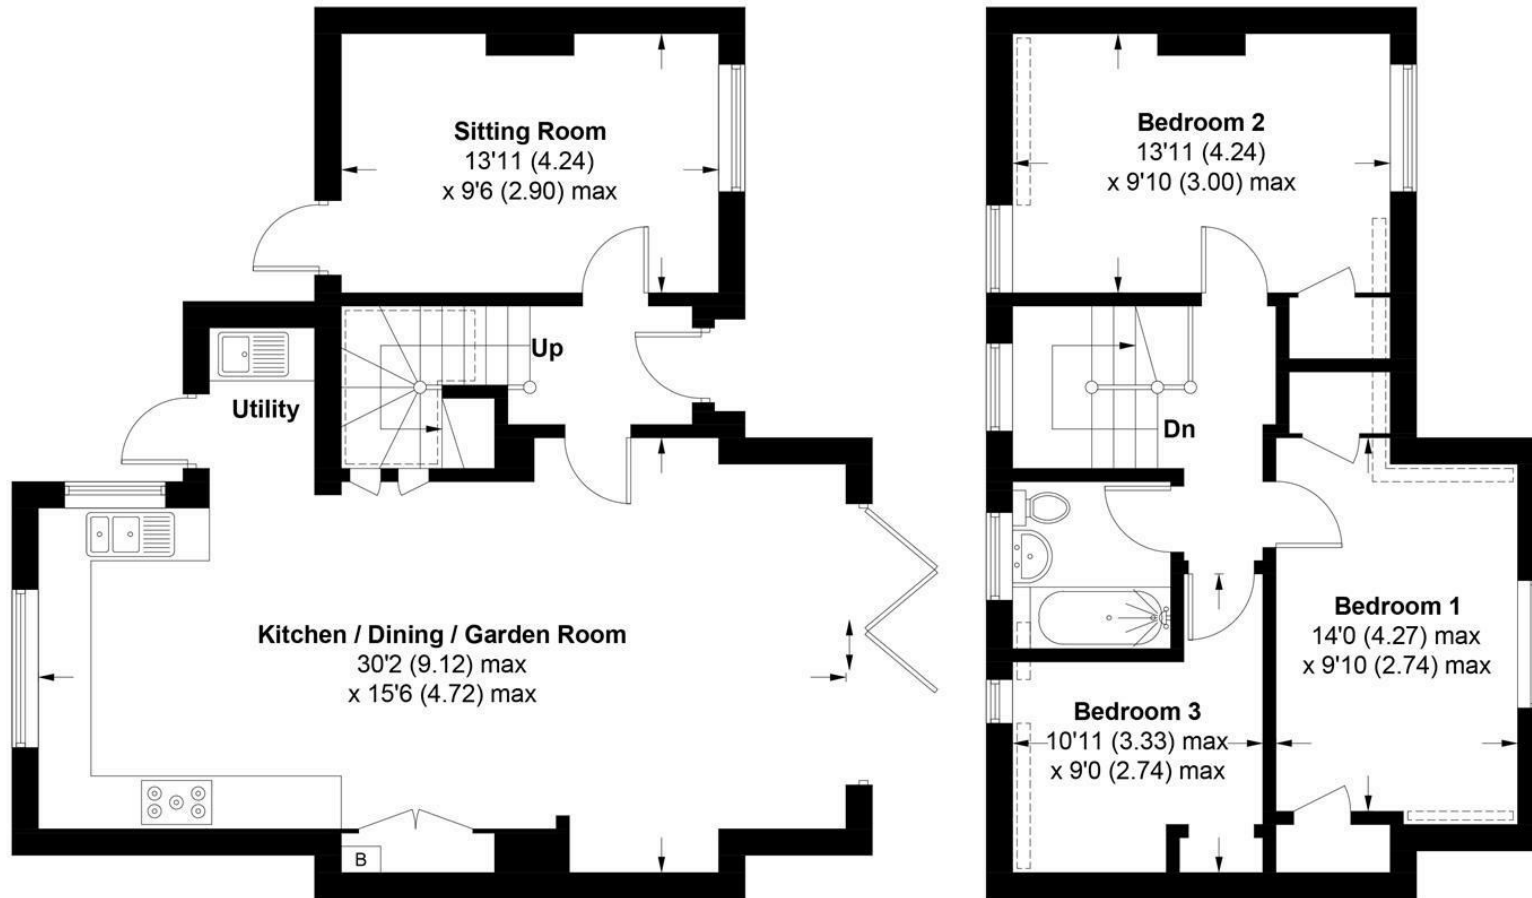 Sitting Room
13'11 (4.24)
x 9'6 (2.90) max
Up
Utility
Kitchen / Dining / Garden Room
30'2 (9.12) max
x 15'6 (4.72) max
B
Bedroom 2
13'11 (4.24)
x 9'10 (3.00) max
Dn
Bedroom 1
14'0 (4.27) max
x 9'10 (2.74) max
Bedroom 3
10'11 (3.33) max
x 9'0 (2.74) max